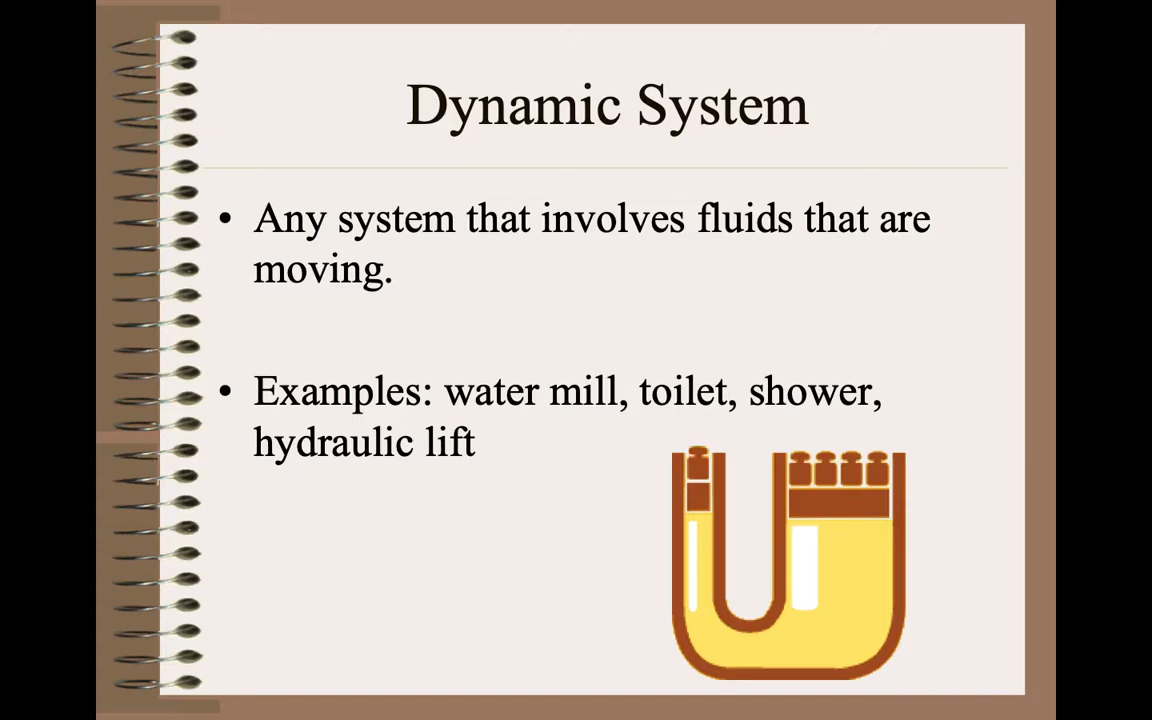 Dynamic System
• Any system that involves fluids that are
moving.
• Examples: water mill, toilet, shower,
hydraulic lift